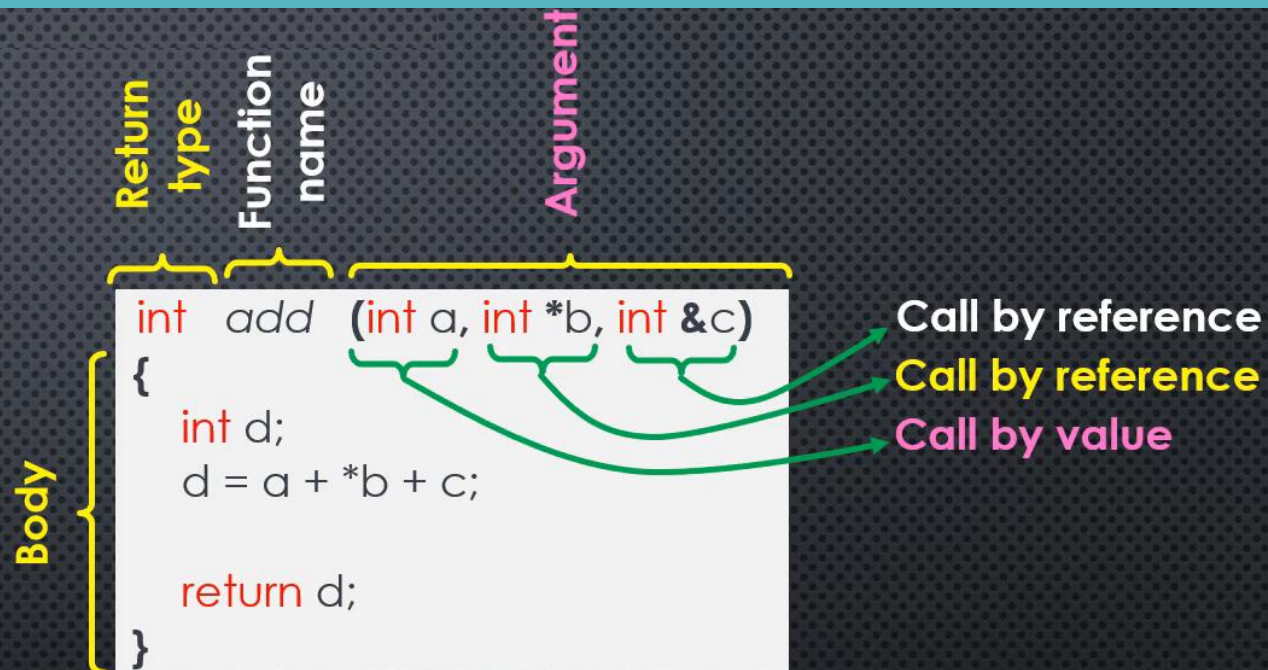 Return
type
Function
name
Argument
int add (int a, int *b, int &c)
{
int d;
d = a + *b + c;
return d;
}
Body
Call by reference
Call by reference
Call by value